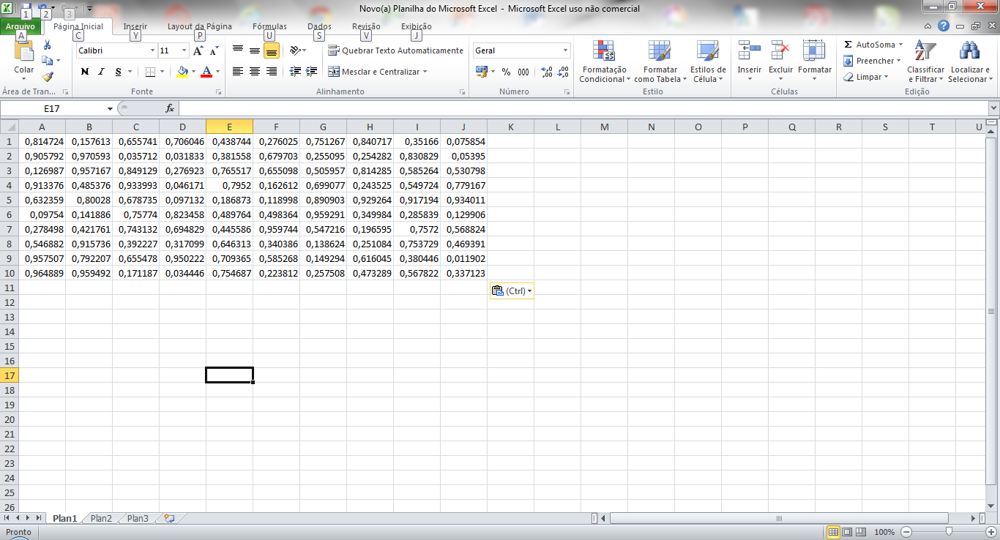 Novo(a) Planilha do Microsoft Excel - Microsoft Excel uso não comercial
1 2 3
Arquivo Página Inicial Inserir Layout da Página Fórmulas Dados Revisão Exibição
A C Y P U S V J
Colar
Calibri 11
Quebrar Texto Automaticamente
Geral
Formatação Condicional
Formatar como Tabela
Estilos de Célula
Inserir Excluir Formatar
Σ AutoSoma
Preencher
Limpar
Classificar e Filtrar
Localizar e Selecionar
N I S A
Mesclar e Centralizar
% 000
Área de Tran... Fonte Alinhamento Número Estilo Células Edição
E17 fx
A B C D E F G H I J K L M N O P Q R S T U
1 0,814724 0,157613 0,655741 0,706046 0,438744 0,276025 0,751267 0,840717 0,35166 0,075854
2 0,905792 0,970593 0,035712 0,031833 0,381558 0,679703 0,255095 0,254282 0,830829 0,05395
3 0,126987 0,957167 0,849129 0,276923 0,765517 0,655098 0,505957 0,814285 0,585264 0,530798
4 0,913376 0,485376 0,933993 0,046171 0,7952 0,162612 0,699077 0,243525 0,549724 0,779167
5 0,632359 0,80028 0,678735 0,097132 0,186873 0,118998 0,890903 0,929264 0,917194 0,934011
6 0,09754 0,141886 0,75774 0,823458 0,489764 0,498364 0,959291 0,349984 0,285839 0,129906
7 0,278498 0,421761 0,743132 0,694829 0,445586 0,959744 0,547216 0,196595 0,7572 0,568824
8 0,546882 0,915736 0,392227 0,317099 0,646313 0,340386 0,138624 0,251084 0,753729 0,469391
9 0,957507 0,792207 0,655478 0,950222 0,709365 0,585268 0,149294 0,616045 0,380446 0,011902
10 0,964889 0,959492 0,171187 0,034446 0,754687 0,223812 0,257508 0,473289 0,567822 0,337123
11 (Ctrl)
12
13
14
15
16
17
18
19
20
21
22
23
24
25
26
Plan1 Plan2 Plan3
Pronto 100%